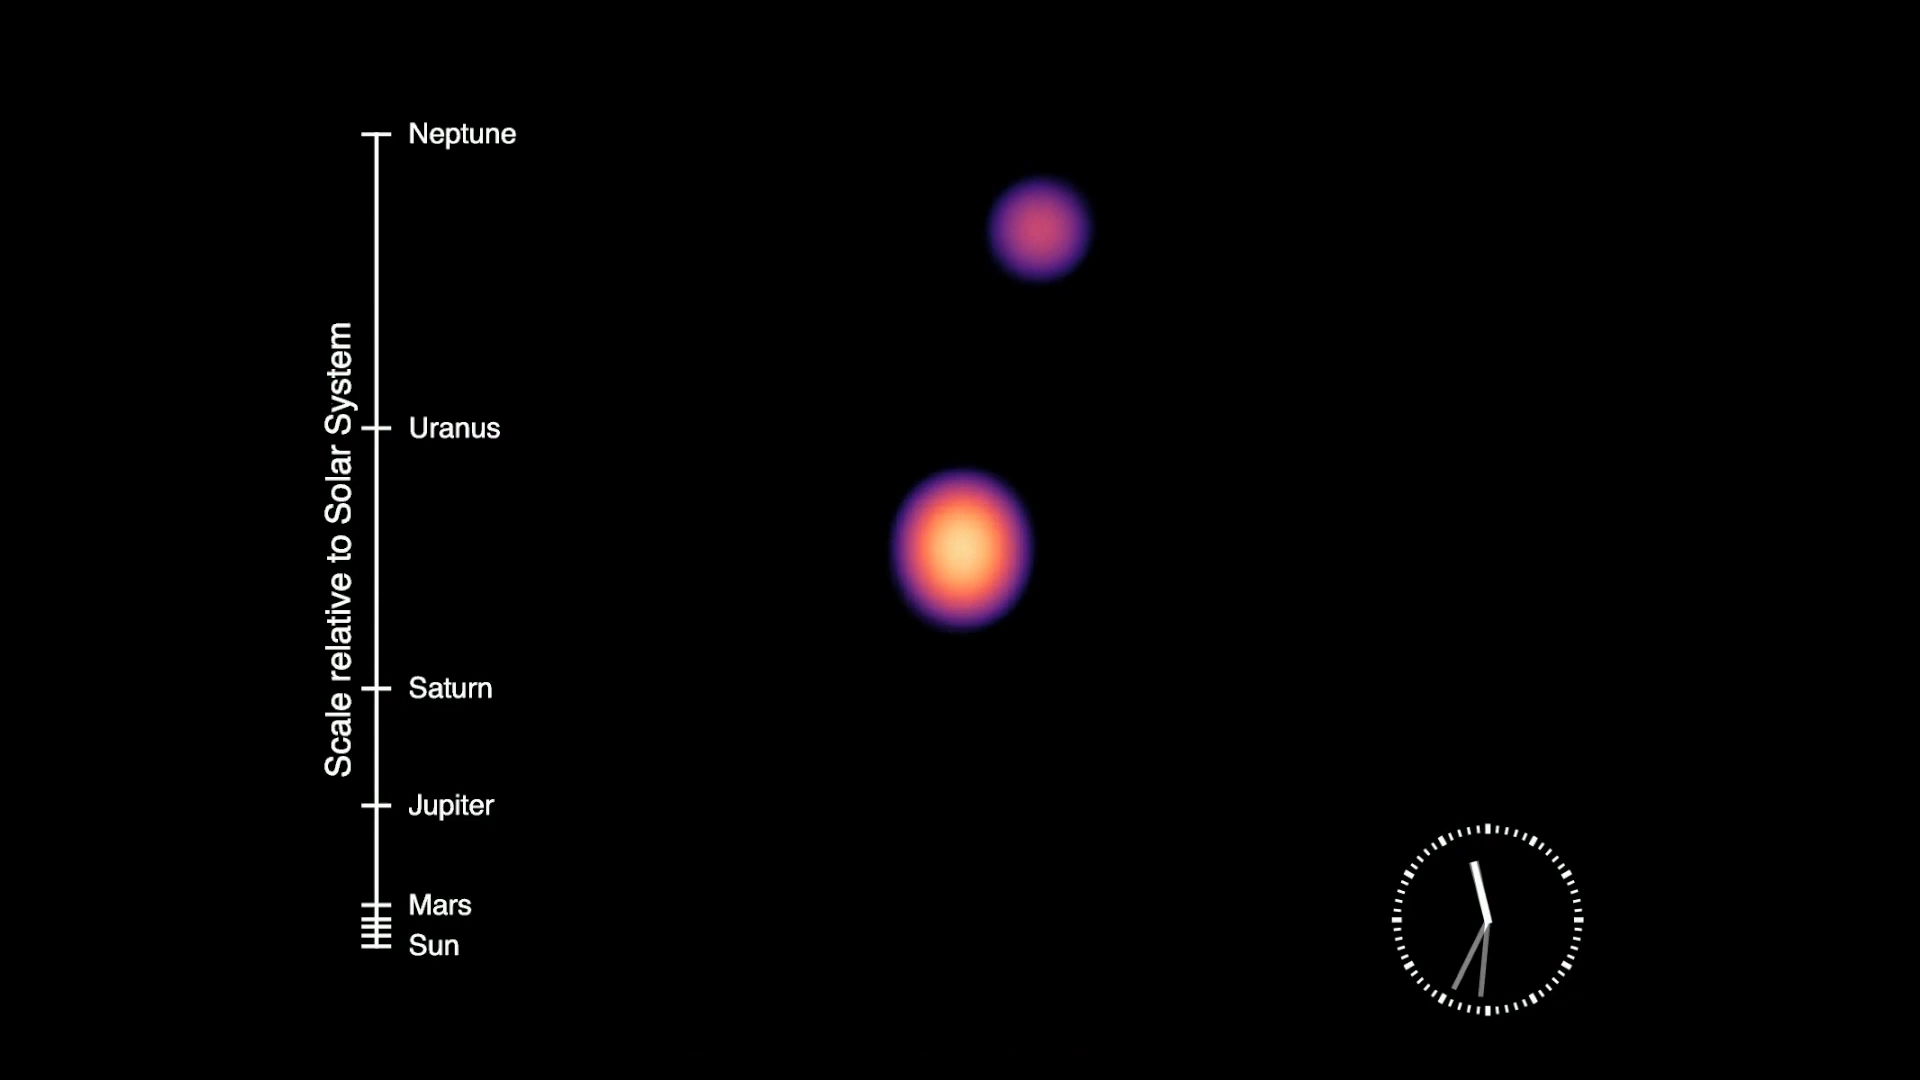 Scale relative to Solar System
Neptune
Uranus
Saturn
Jupiter
Mars
Sun